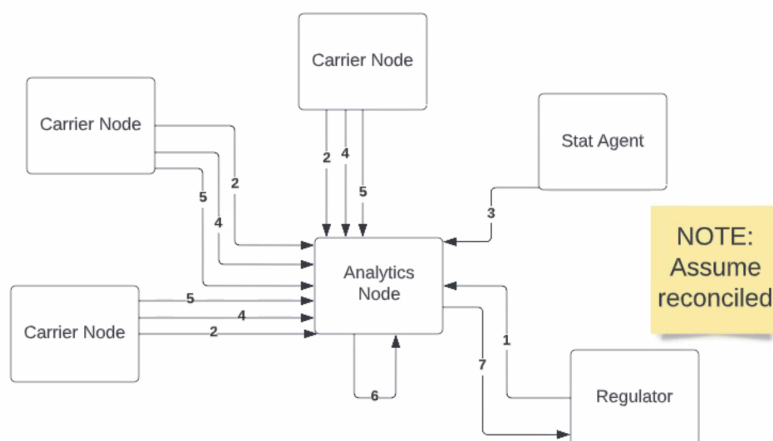 Carrier Node
Carrier Node
Stat Agent
2
4
2
5
5
4
3
NOTE:
Assume
reconciled
Analytics
Node
5
4
2
Carrier Node
1
7
6
Regulator